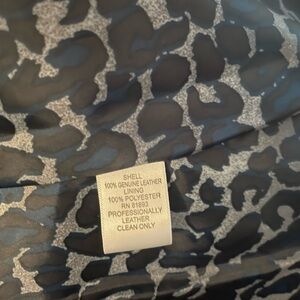 SHELL
100% GENUINE LEATHER
LINING
100% POLYESTER
RN 81893
PROFESSIONALLY
LEATHER
CLEAN ONLY